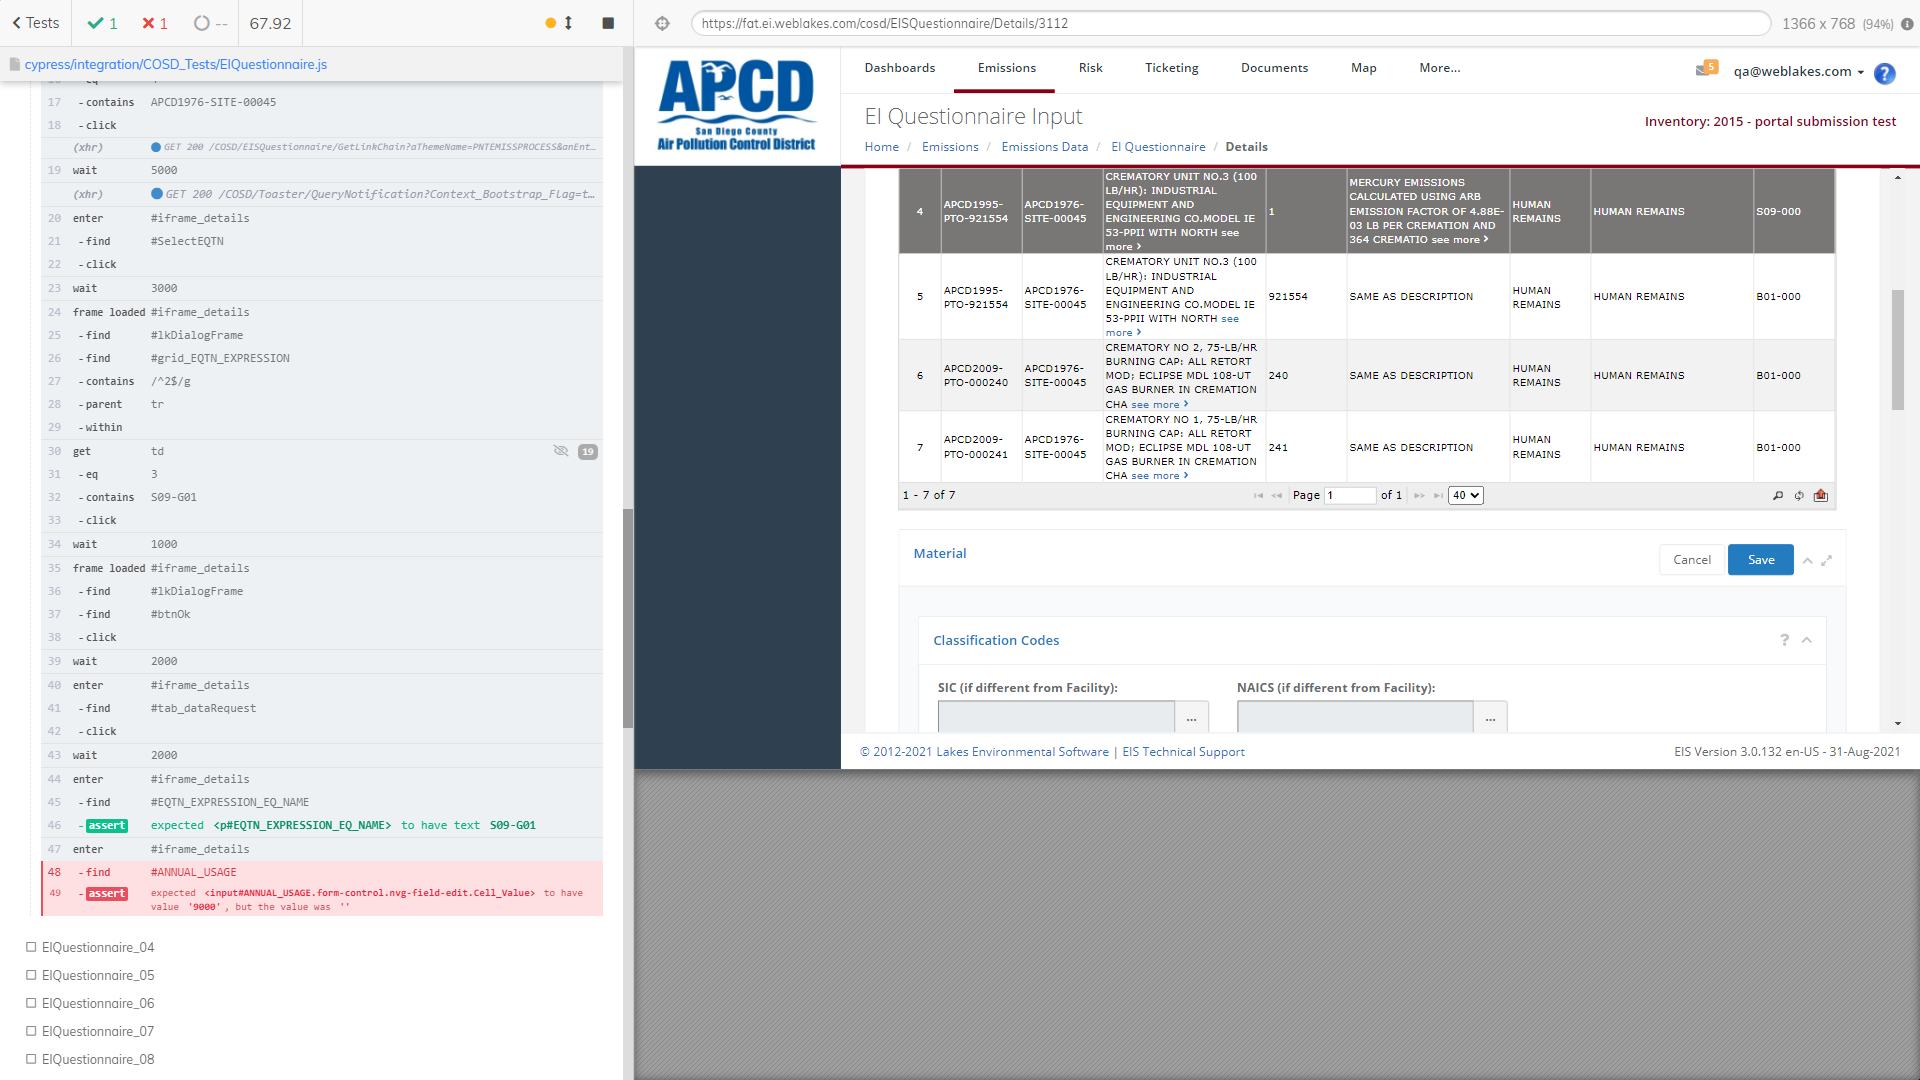 Tests
1
1
--
67.92
cypress/integration/COSD_Tests/EIQuestionnaire.js
17 -contains APCD1976-SITE-00045
18 -click
(xhr) GET 200 /COSD/EISQuestionnaire/GetLinkChain?aThemeName=PNTEMISSPROCESS&anEnt...
19 wait 5000
(xhr) GET 200 /COSD/Toaster/QueryNotification?Context_Bootstrap_Flag=t...
20 enter #iframe_details
21 -find #SelectEQTN
22 -click
23 wait 3000
24 frame loaded #iframe_details
25 -find #lkDialogFrame
26 -find #grid_EQTN_EXPRESSION
27 -contains /^2$/g
28 -parent tr
29 -within
30 get td 19
31 -eq 3
32 -contains S09-G01
33 -click
34 wait 1000
35 frame loaded #iframe_details
36 -find #lkDialogFrame
37 -find #btnOk
38 -click
39 wait 2000
40 enter #iframe_details
41 -find #tab_dataRequest
42 -click
43 wait 2000
44 enter #iframe_details
45 -find #EQTN_EXPRESSION_EQ_NAME
46 -assert expected <p#EQTN_EXPRESSION_EQ_NAME> to have text S09-G01
47 enter #iframe_details
48 -find #ANNUAL_USAGE
49 -assert expected <input#ANNUAL_USAGE.form-control.nvg-field-edit.Cell_Value> to have
value '9000', but the value was ''
EIQuestionnaire_04
EIQuestionnaire_05
EIQuestionnaire_06
EIQuestionnaire_07
EIQuestionnaire_08
https://fat.ei.weblakes.com/cosd/EISQuestionnaire/Details/3112
1366 x 768 (94%)
APCD
San Diego County
Air Pollution Control District
Dashboards Emissions Risk Ticketing Documents Map More...
5 qa@weblakes.com ?
EI Questionnaire Input
Inventory: 2015 - portal submission test
Home / Emissions / Emissions Data / EI Questionnaire / Details
4
APCD1995-
PTO-921554
APCD1976-
SITE-00045
CREMATORY UNIT NO.3 (100
LB/HR): INDUSTRIAL
EQUIPMENT AND
ENGINEERING CO.MODEL IE
53-PPII WITH NORTH see
more
1
MERCURY EMISSIONS
CALCULATED USING ARB
EMISSION FACTOR OF 4.88E-
03 LB PER CREMATION AND
364 CREMATIO see more
HUMAN
REMAINS
HUMAN REMAINS
S09-000
5
APCD1995-
PTO-921554
APCD1976-
SITE-00045
CREMATORY UNIT NO.3 (100
LB/HR): INDUSTRIAL
EQUIPMENT AND
ENGINEERING CO.MODEL IE
53-PPII WITH NORTH see
more
921554
SAME AS DESCRIPTION
HUMAN
REMAINS
HUMAN REMAINS
B01-000
6
APCD2009-
PTO-000240
APCD1976-
SITE-00045
CREMATORY NO 2, 75-LB/HR
BURNING CAP: ALL RETORT
MOD; ECLIPSE MDL 108-UT
GAS BURNER IN CREMATION
CHA see more
240
SAME AS DESCRIPTION
HUMAN
REMAINS
HUMAN REMAINS
B01-000
7
APCD2009-
PTO-000241
APCD1976-
SITE-00045
CREMATORY NO 1, 75-LB/HR
BURNING CAP: ALL RETORT
MOD; ECLIPSE MDL 108-UT
GAS BURNER IN CREMATION
CHA see more
241
SAME AS DESCRIPTION
HUMAN
REMAINS
HUMAN REMAINS
B01-000
1 - 7 of 7
Page 1 of 1 40
Material
Cancel Save
Classification Codes
?
SIC (if different from Facility): NAICS (if different from Facility):
... ...
© 2012-2021 Lakes Environmental Software | EIS Technical Support
EIS Version 3.0.132 en-US - 31-Aug-2021